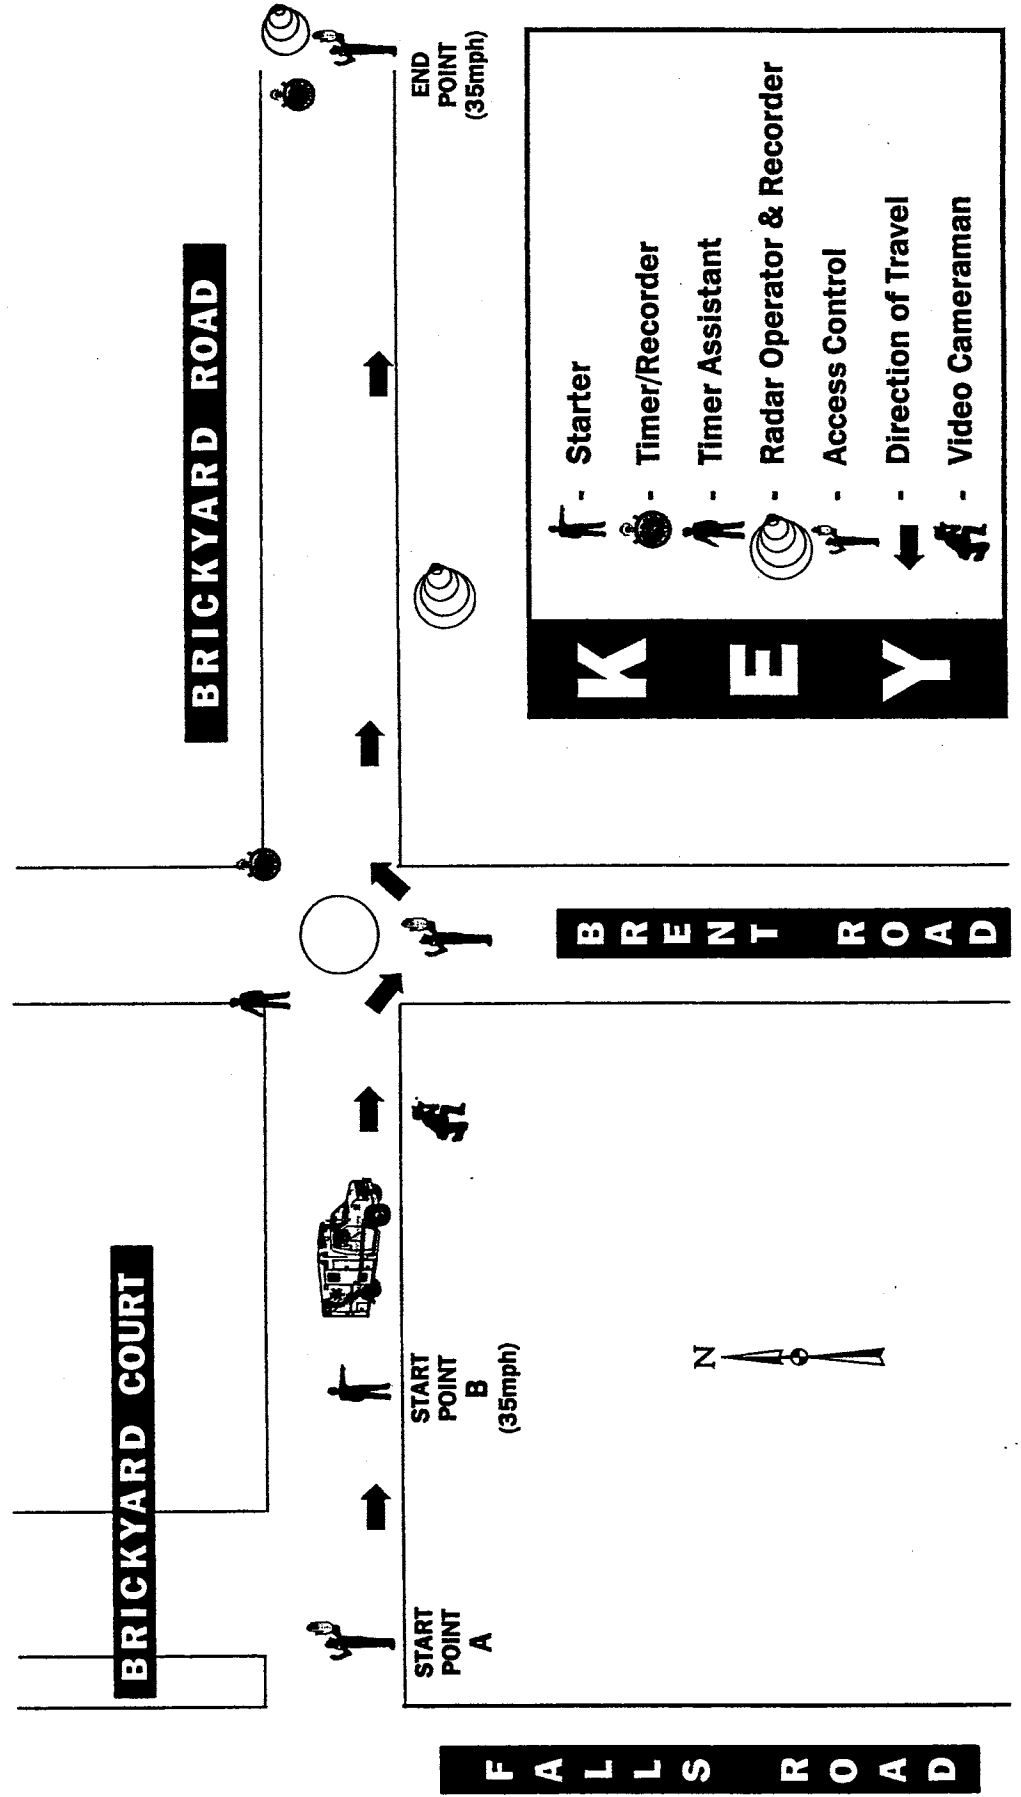 BRICKYARD COURT
BRICKYARD ROAD
START
POINT
A
START
POINT
B
(35mph)
END
POINT
(35mph)
N
FALLS ROAD
BRENT ROAD
KEY
- Starter
- Timer/Recorder
- Timer Assistant
- Radar Operator & Recorder
- Access Control
- Direction of Travel
- Video Cameraman